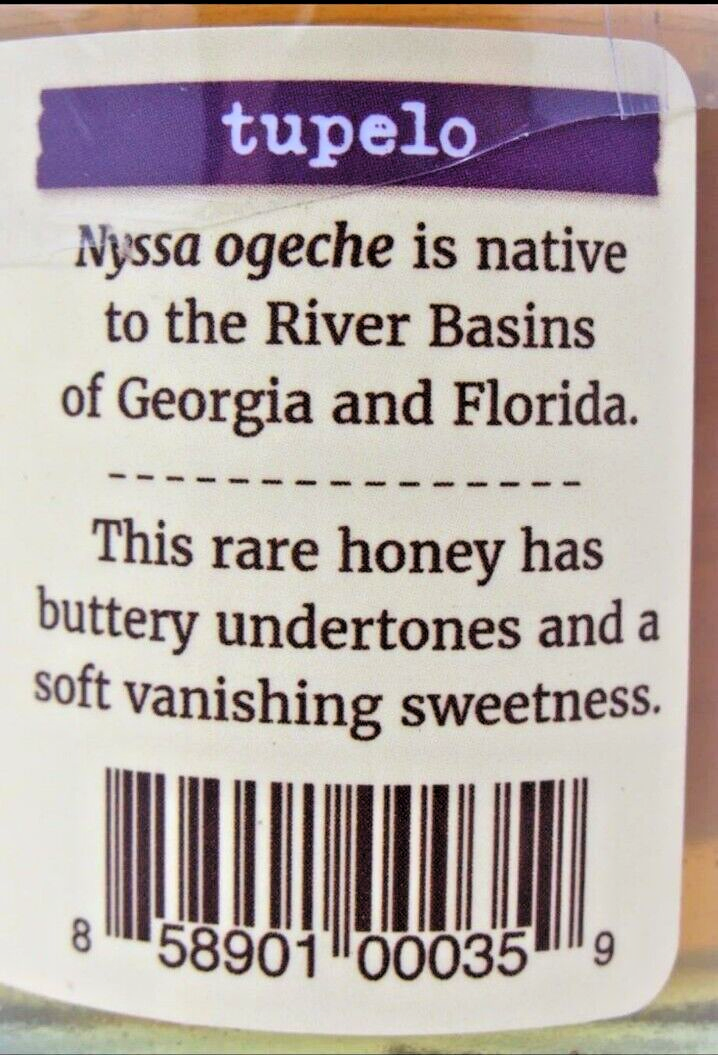 tupelo
Nyssa ogeche is native
to the River Basins
of Georgia and Florida.
This rare honey has
buttery undertones and a
soft vanishing sweetness.
8 58901 00035 9